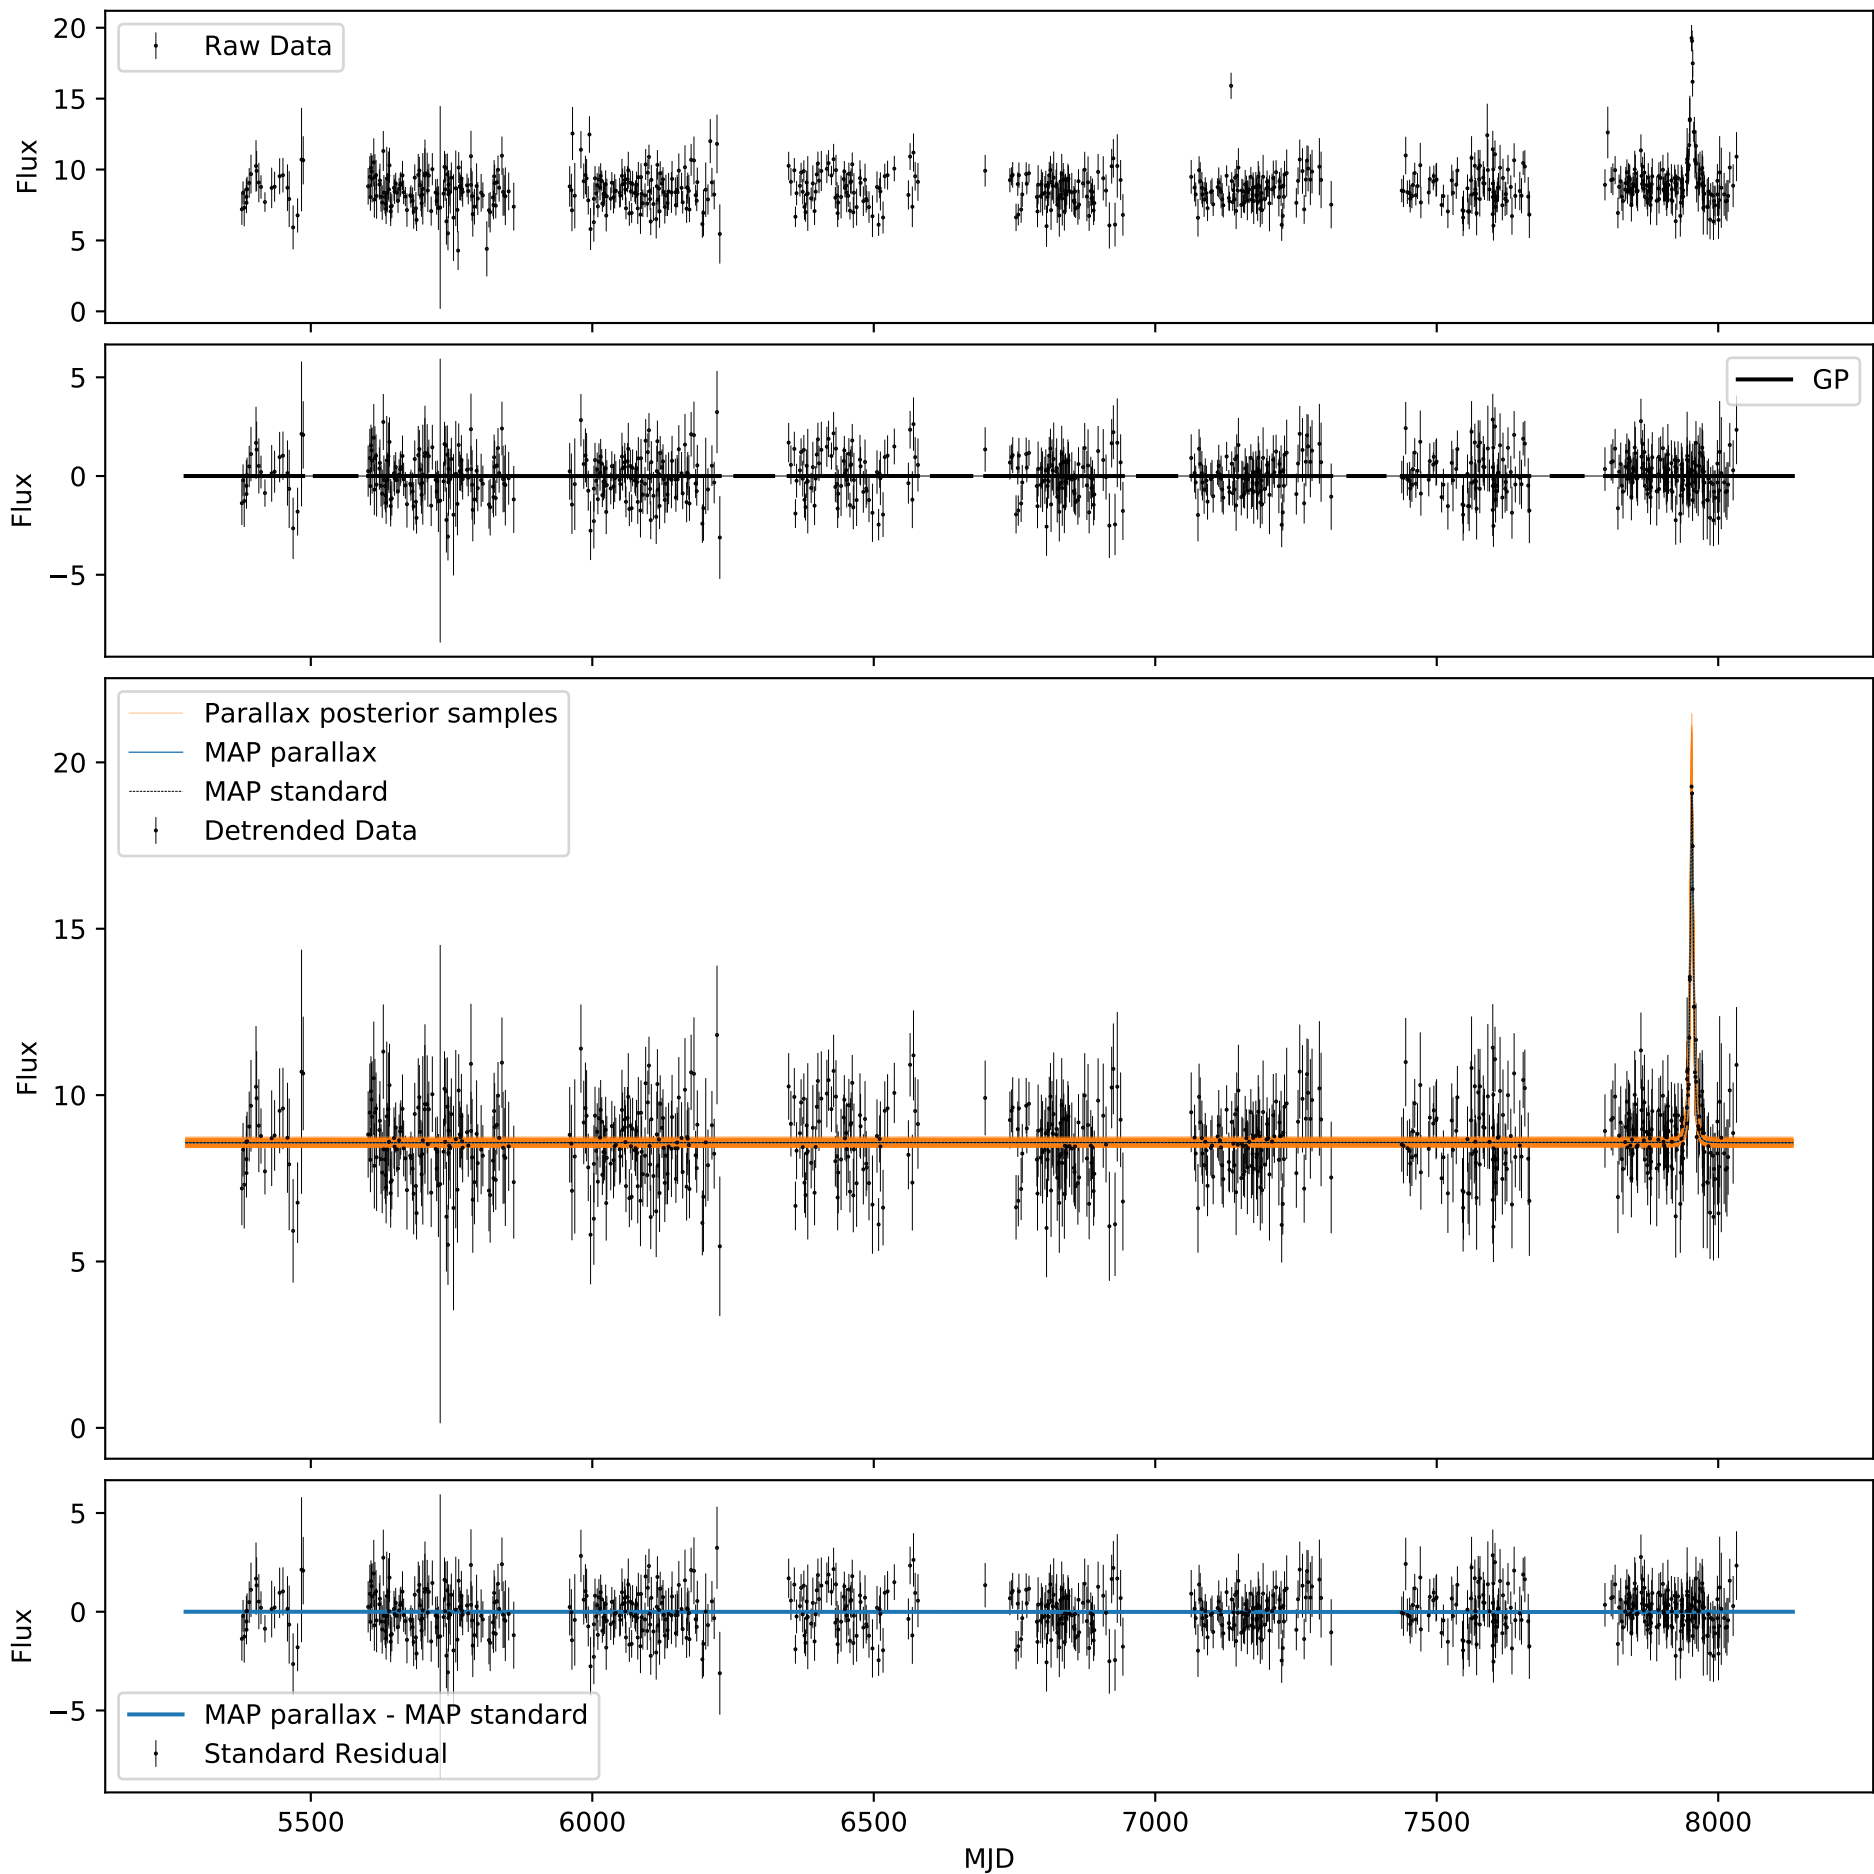 20
15
10
5
0
Flux
Raw Data
5
0
−5
Flux
GP
20
15
10
5
0
Flux
Parallax posterior samples
MAP parallax
MAP standard
Detrended Data
5
0
−5
Flux
MAP parallax - MAP standard
Standard Residual
5500 6000 6500 7000 7500 8000
MJD